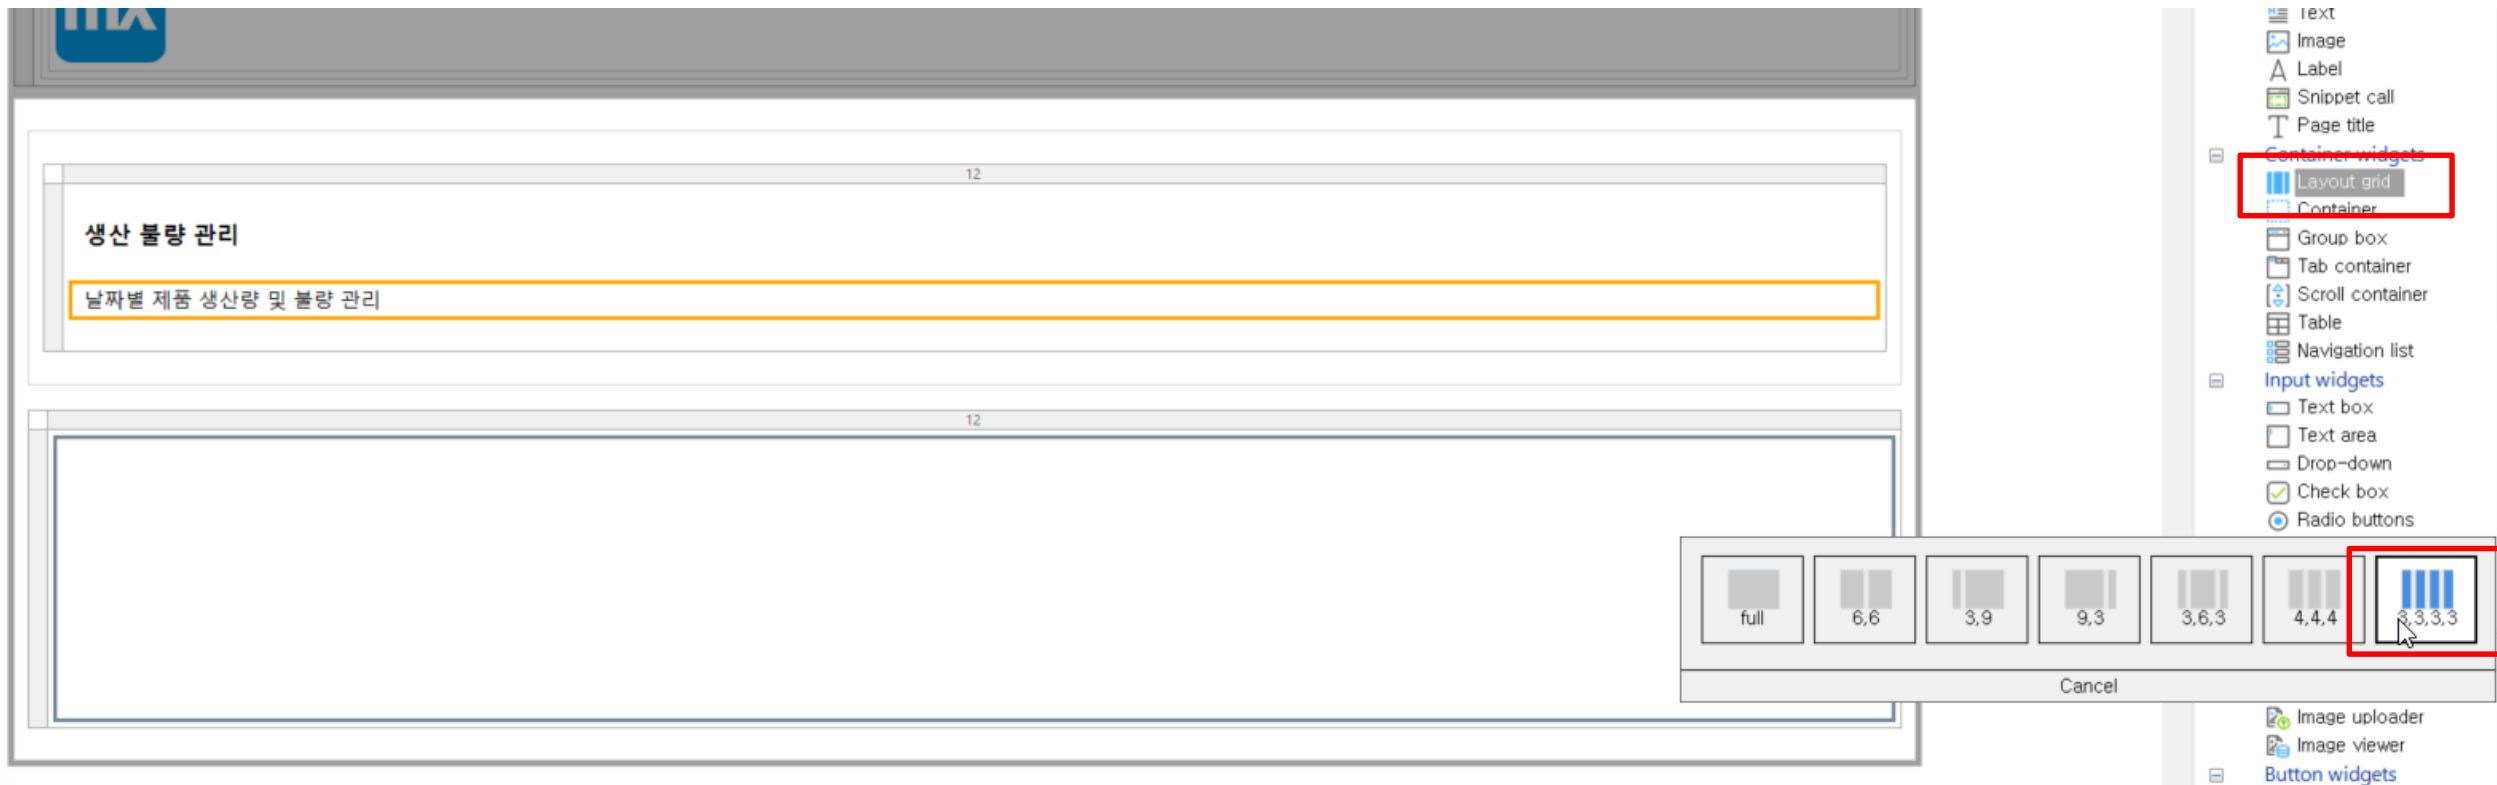 mx
12
생산 불량 관리
날짜별 제품 생산량 및 불량 관리
12
Text
Image
Label
Snippet call
Page title
Container widgets
Layout grid
Container
Group box
Tab container
Scroll container
Table
Navigation list
Input widgets
Text box
Text area
Drop-down
Check box
Radio buttons
full
6,6
3,9
9,3
3,6,3
4,4,4
3,3,3,3
Cancel
Image uploader
Image viewer
Button widgets